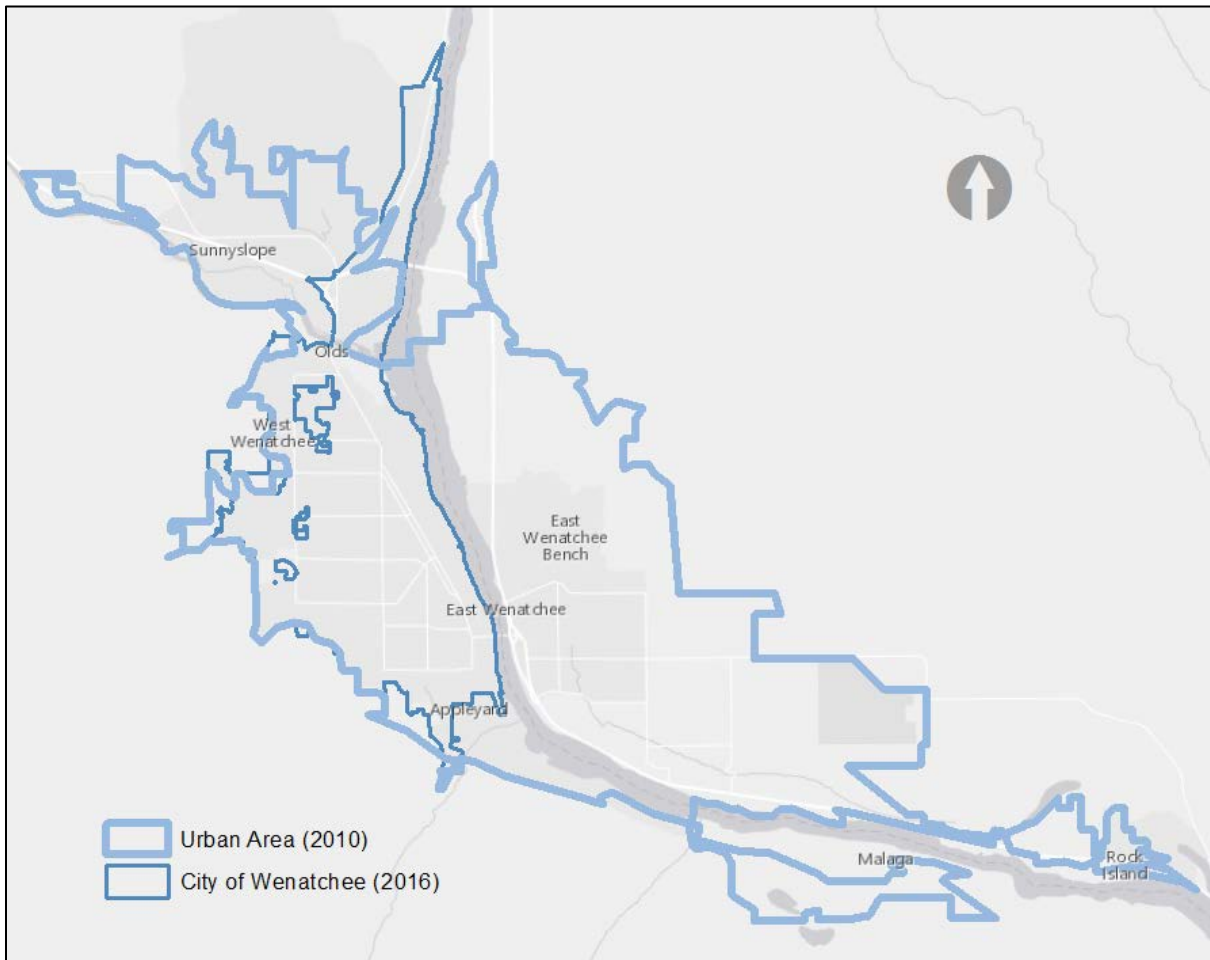 Sunnyslope
Olds
West
Wenatchee
East
Wenatchee
Bench
East Wenatchee
Appleyard
Urban Area (2010)
City of Wenatchee (2016)
Malaga
Rock
Island